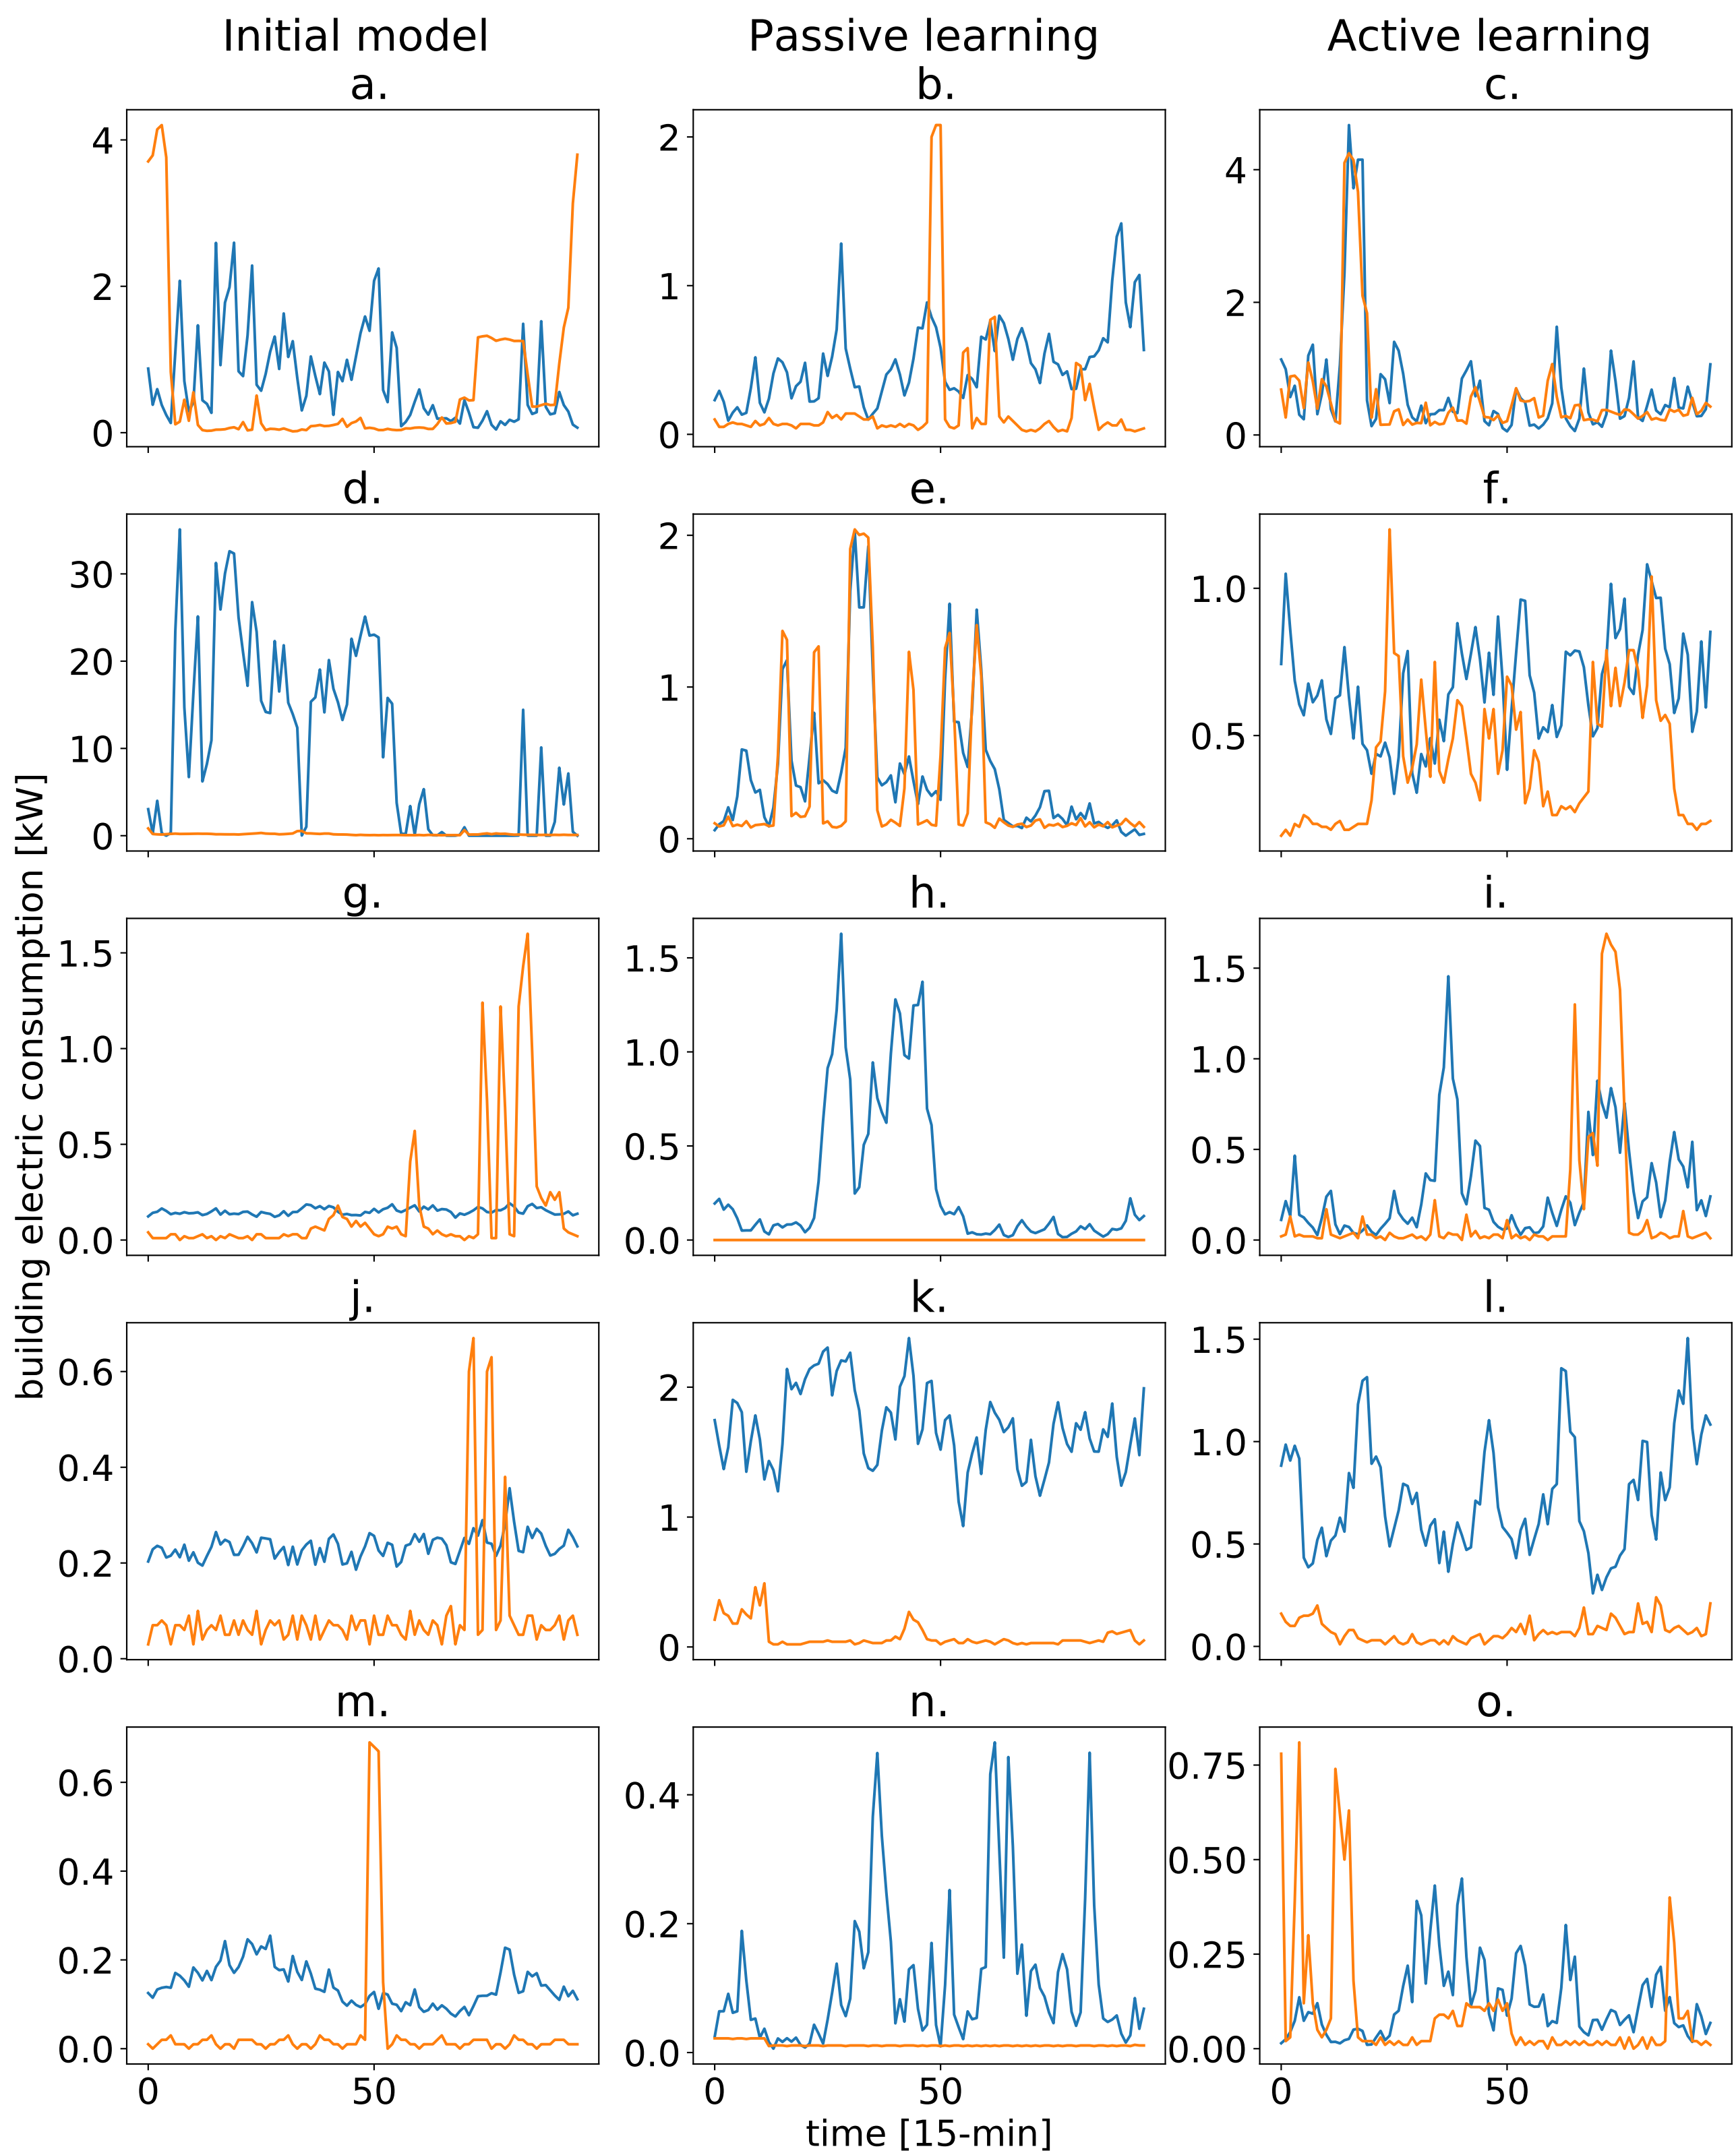 Initial model
Passive learning
Active learning
a.
b.
c.
4
2
0
2
1
0
4
2
0
d.
e.
f.
30
20
10
0
2
1
0
1.0
0.5
g.
h.
i.
1.5
1.0
0.5
0.0
1.5
1.0
0.5
0.0
1.5
1.0
0.5
0.0
building electric consumption [kW]
j.
k.
l.
0.6
0.4
0.2
0.0
2
1
0
1.5
1.0
0.5
0.0
m.
n.
o.
0.6
0.4
0.2
0.0
0.4
0.2
0.0
0.75
0.50
0.25
0.00
0 50
0 50
0 50
time [15-min]